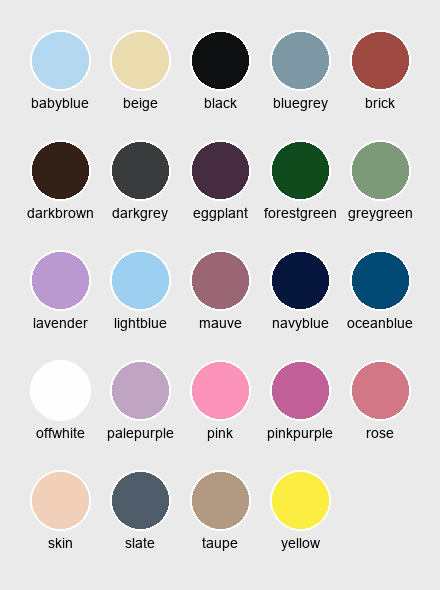 babyblue beige black bluegrey brick
darkbrown darkgrey eggplant forestgreen greygreen
lavender lightblue mauve navyblue oceanblue
offwhite palepurple pink pinkpurple rose
skin slate taupe yellow